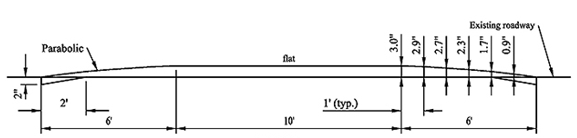 Existing roadway
Parabolic
flat
3.0"
2.9"
2.7"
2.3"
1.7"
0.9"
2"
2'
1' (typ.)
6'
10'
6'